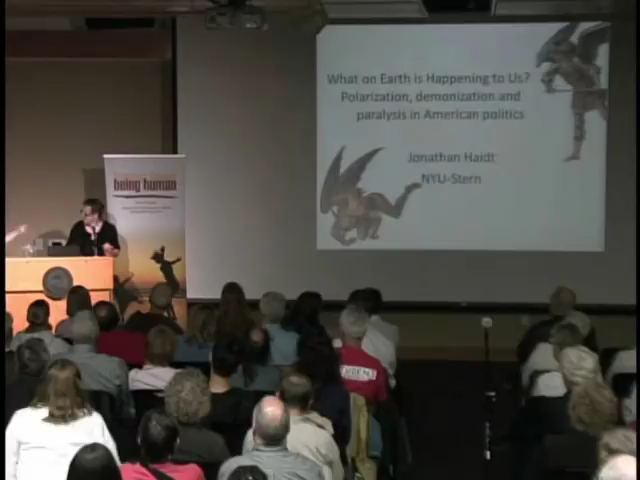 What on Earth is Happening to Us?
Polarization, demonization and
paralysis in American politics
Jonathan Haidt
NYU-Stern
being human